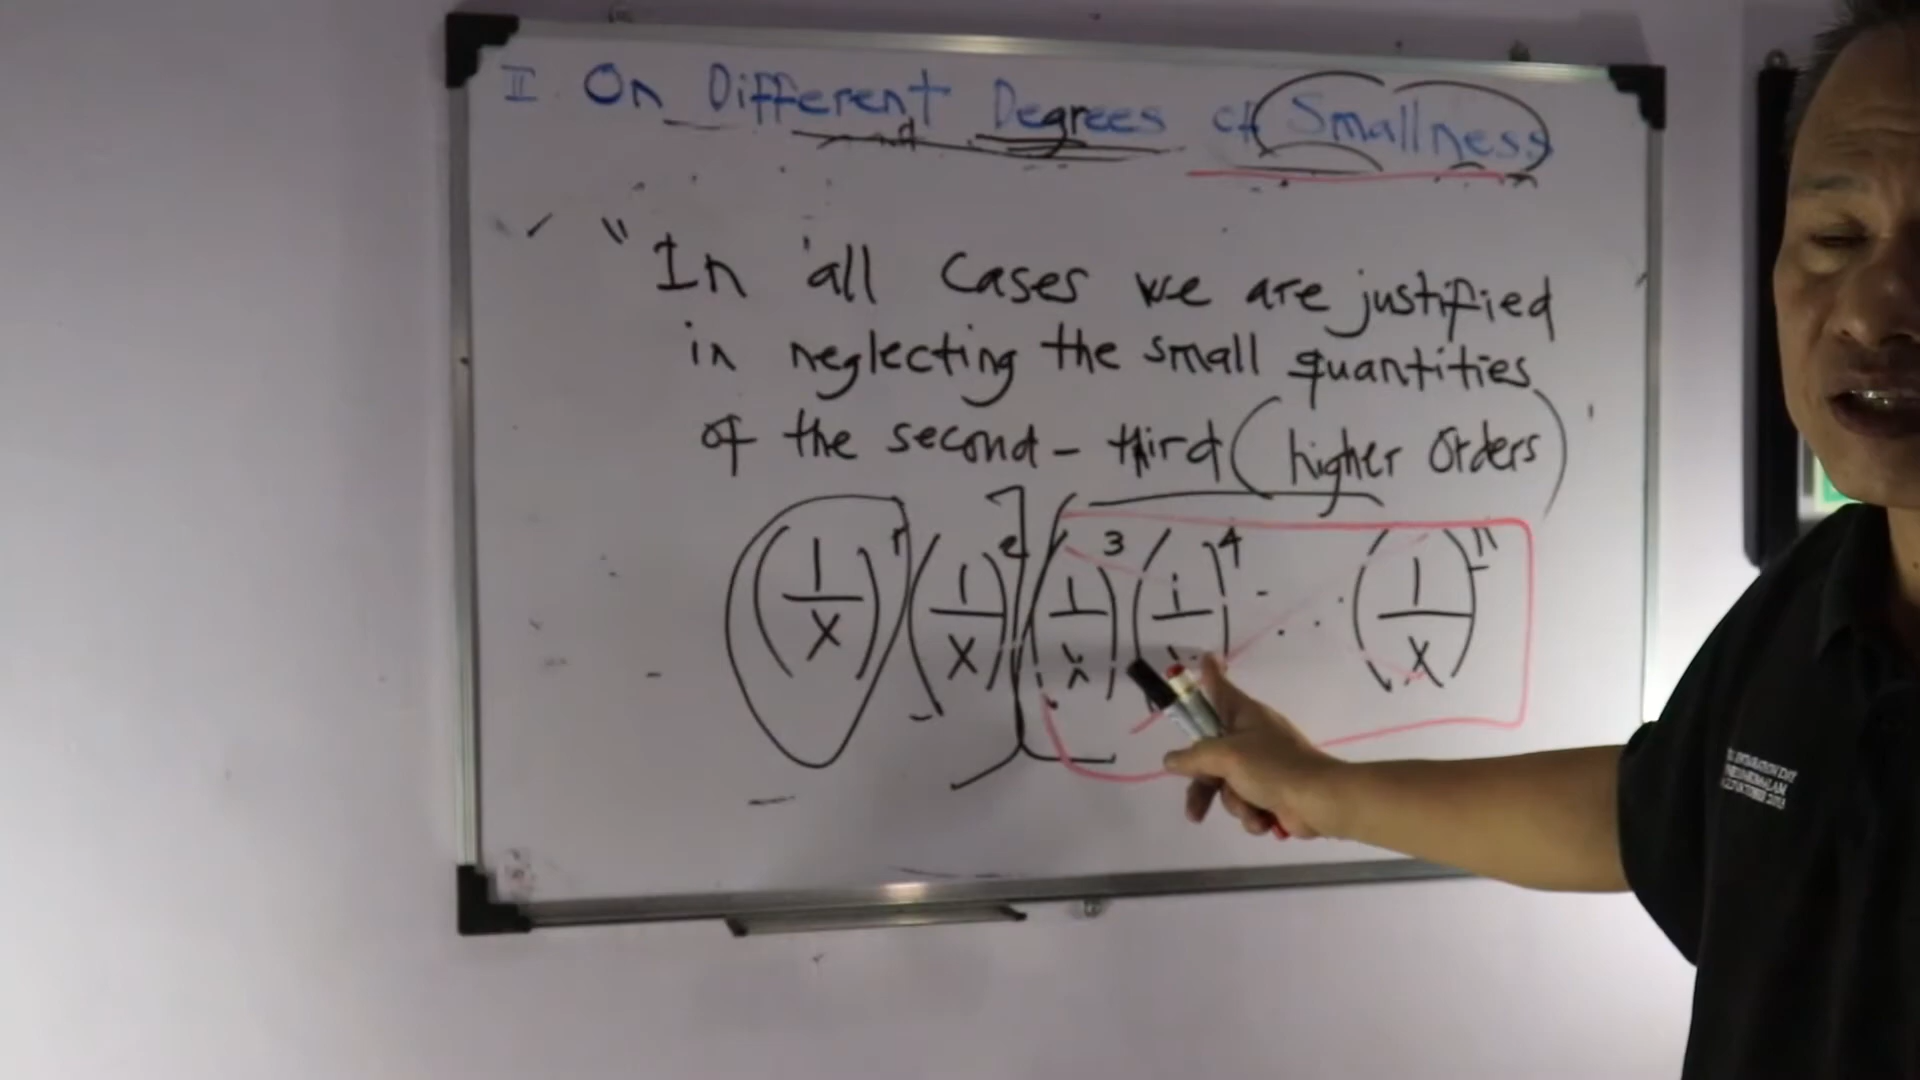 II On Different Degrees of Smallness
"In all cases we are justified
in neglecting the small quantities
of the second - third (higher orders)
(1/x)^1 (1/x)^2 (1/x)^3 (1/x)^4 - . . . (1/x)^n